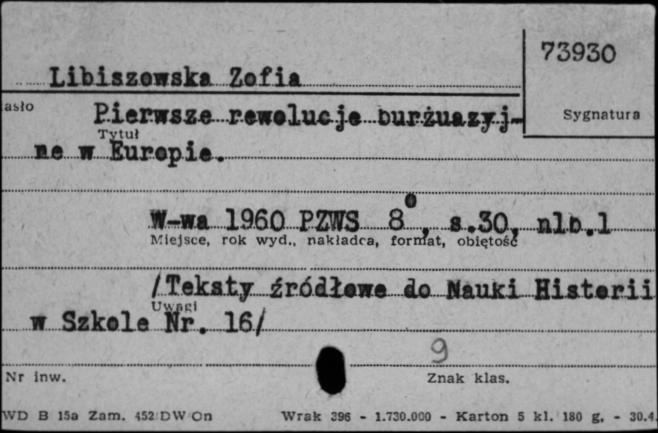 73930
Libiszowska Zofia
asło
Sygnatura
Pierwsze rewolucje burżuazyj-
Tytuł
ne w Europie.
W-wa 1960 PZWS 8°, s.30, nlb.1
Miejsce, rok wyd., nakładca, format, objętość
/Teksty źródłowe do Nauki Historii
Uwagi
w Szkole Nr. 16/
9
Nr inw.
Znak klas.
WD B 15a Zam. 452 DW On Wrak 396 - 1.730.000 - Karton 5 kl. 180 g. - 30.4.